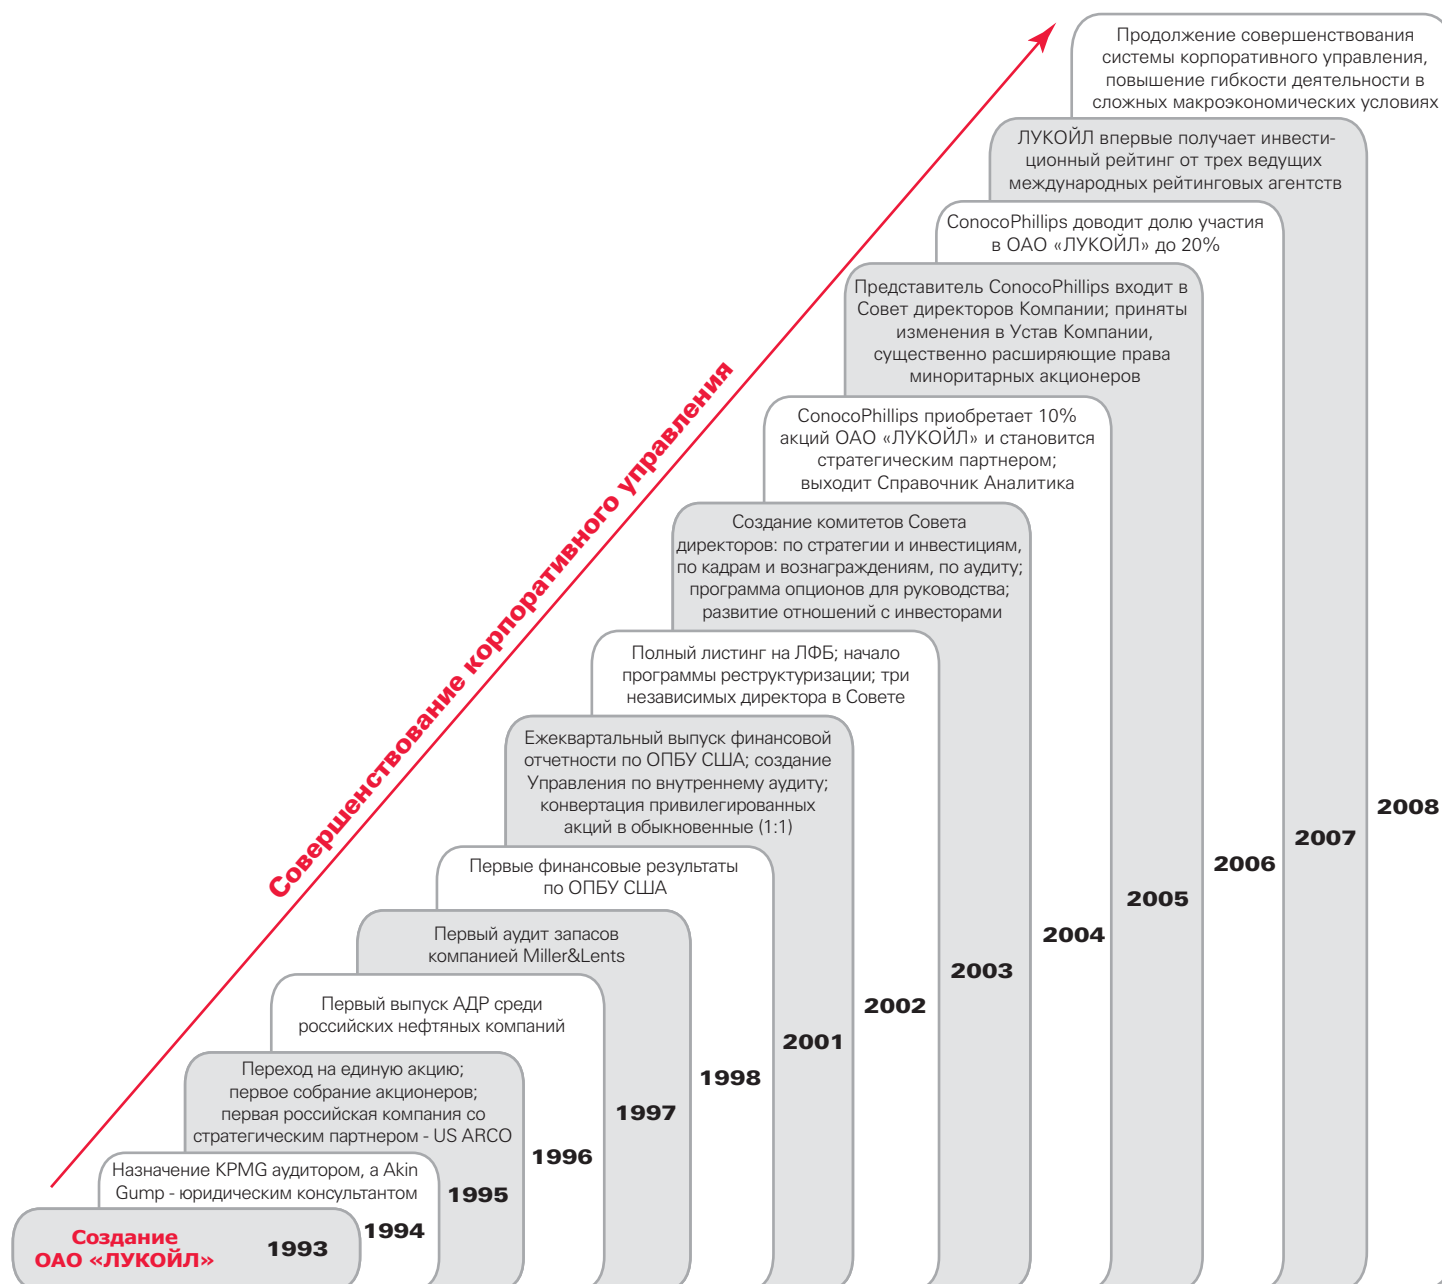 Продолжение совершенствования
системы корпоративного управления,
повышение гибкости деятельности в
сложных макроэкономических условиях
ЛУКОЙЛ впервые получает инвести-
ционный рейтинг от трех ведущих
международных рейтинговых агентств
ConocoPhillips доводит долю участия
в ОАО «ЛУКОЙЛ» до 20%
Представитель ConocoPhillips входит в
Совет директоров Компании; приняты
изменения в Устав Компании,
существенно расширяющие права
миноритарных акционеров
ConocoPhillips приобретает 10%
акций ОАО «ЛУКОЙЛ» и становится
стратегическим партнером;
выходит Справочник Аналитика
Создание комитетов Совета
директоров: по стратегии и инвестициям,
по кадрам и вознаграждениям, по аудиту;
программа опционов для руководства;
развитие отношений с инвесторами
Полный листинг на ЛФБ; начало
программы реструктуризации; три
независимых директора в Совете
Ежеквартальный выпуск финансовой
отчетности по ОПБУ США; создание
Управления по внутреннему аудиту;
конвертация привилегированных
акций в обыкновенные (1:1)
Первые финансовые результаты
по ОПБУ США
Первый аудит запасов
компанией Miller&Lents
Первый выпуск АДР среди
российских нефтяных компаний
Переход на единую акцию;
первое собрание акционеров;
первая российская компания со
стратегическим партнером - US ARCO
Назначение KPMG аудитором, а Akin
Gump - юридическим консультантом
Создание
ОАО «ЛУКОЙЛ»
1993
1994
1995
1996
1997
1998
2001
2002
2003
2004
2005
2006
2007
2008
Совершенствование корпоративного управления